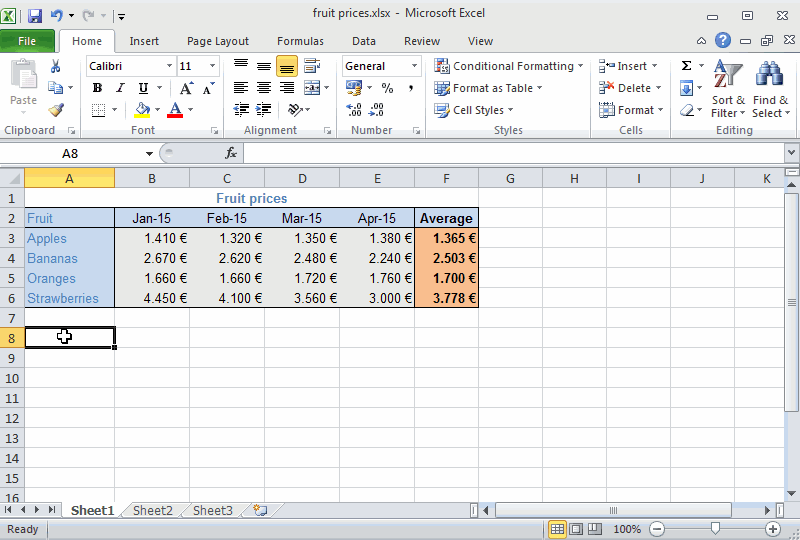 fruit prices.xlsx - Microsoft Excel
File Home Insert Page Layout Formulas Data Review View
Paste
Calibri 11
B I U A A
General
% ,
Conditional Formatting
Format as Table
Cell Styles
Insert
Delete
Format
Σ
Sort & Filter
Find & Select
Clipboard Font Alignment Number Styles Cells Editing
A8 fx
A B C D E F G H I J K
1 Fruit prices
2 Fruit Jan-15 Feb-15 Mar-15 Apr-15 Average
3 Apples 1.410 € 1.320 € 1.350 € 1.380 € 1.365 €
4 Bananas 2.670 € 2.620 € 2.480 € 2.240 € 2.503 €
5 Oranges 1.660 € 1.660 € 1.720 € 1.760 € 1.700 €
6 Strawberries 4.450 € 4.100 € 3.560 € 3.000 € 3.778 €
7
8
9
10
11
12
13
14
15
16
Sheet1 Sheet2 Sheet3
Ready 100%